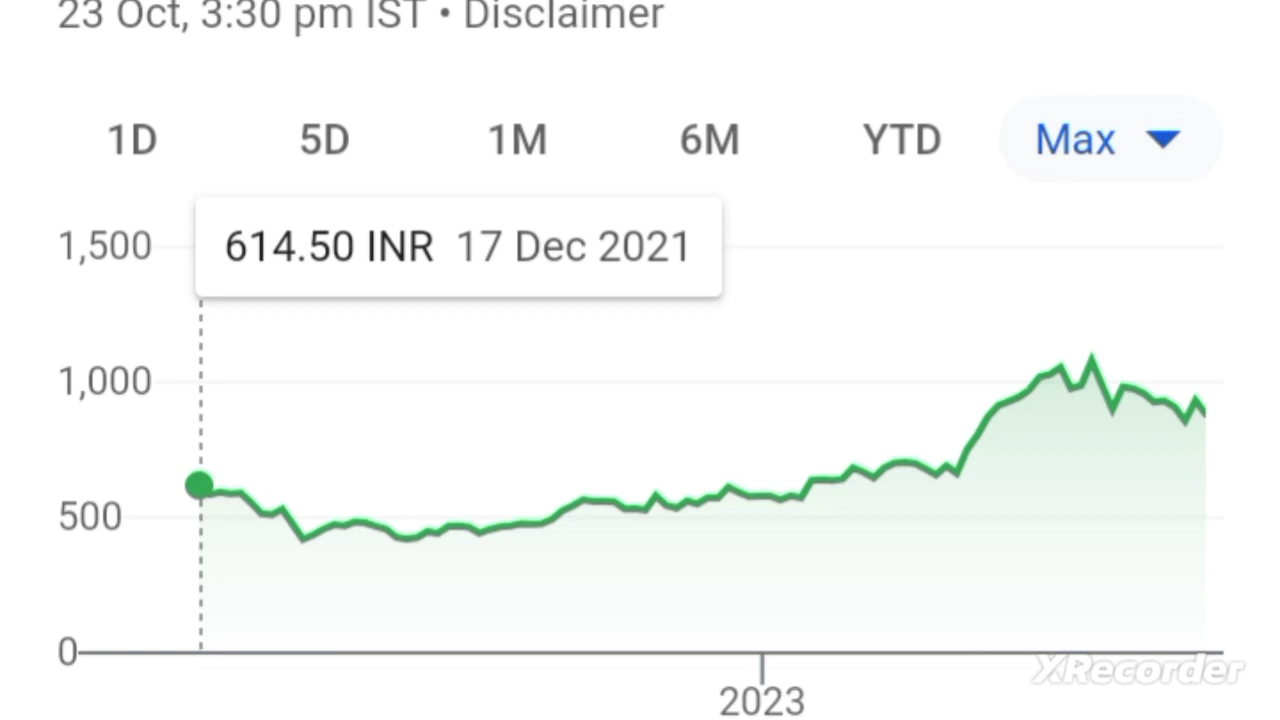 23 Oct, 3:30 pm IST • Disclaimer
1D 5D 1M 6M YTD Max
614.50 INR 17 Dec 2021
1,500
1,000
500
0
2023
XRecorder